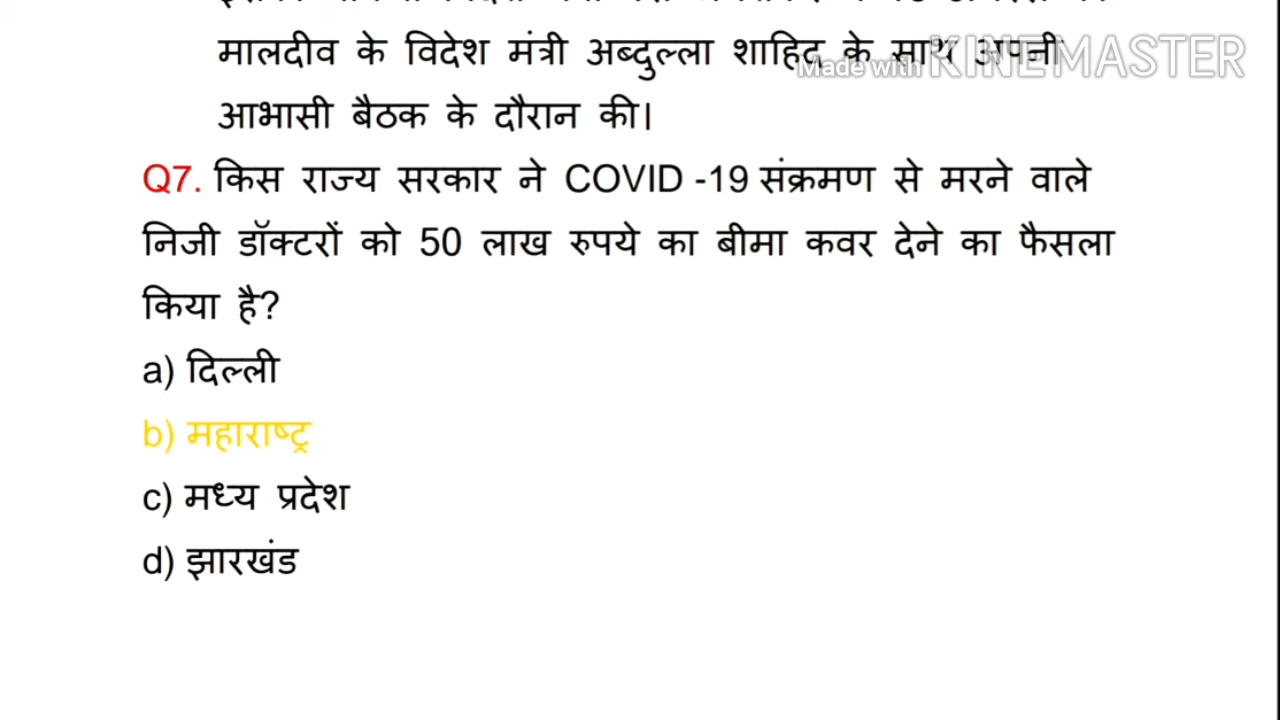 मालदीव के विदेश मंत्री अब्दुल्ला शाहिद के साथ अपनी
Made with KINEMASTER
आभासी बैठक के दौरान की।
Q7. किस राज्य सरकार ने COVID -19 संक्रमण से मरने वाले
निजी डॉक्टरों को 50 लाख रुपये का बीमा कवर देने का फैसला
किया है?
a) दिल्ली
b) महाराष्ट्र
c) मध्य प्रदेश
d) झारखंड